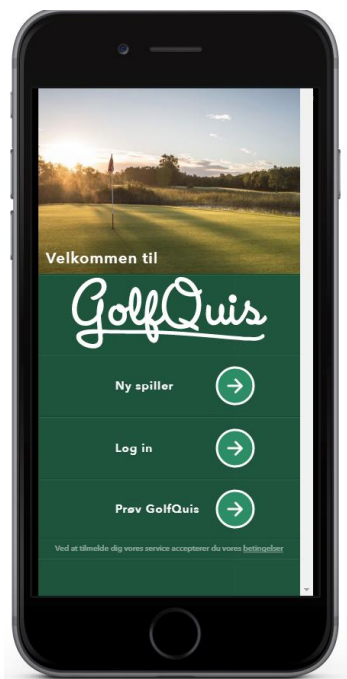 Velkommen til
GolfQuis
Ny spiller
Log in
Prøv GolfQuis
Ved at tilmelde dig vores service accepterer du vores betingelser